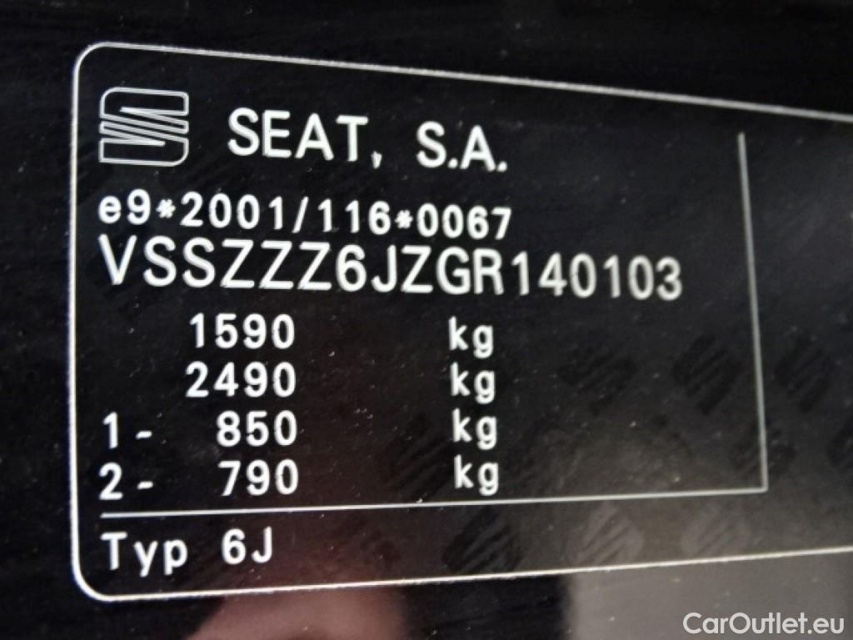 SEAT, S.A.
e9*2001/116*0067
VSSZZZ6JZGR140103
1590 kg
2490 kg
1- 850 kg
2- 790 kg
Typ 6J
CarOutlet.eu